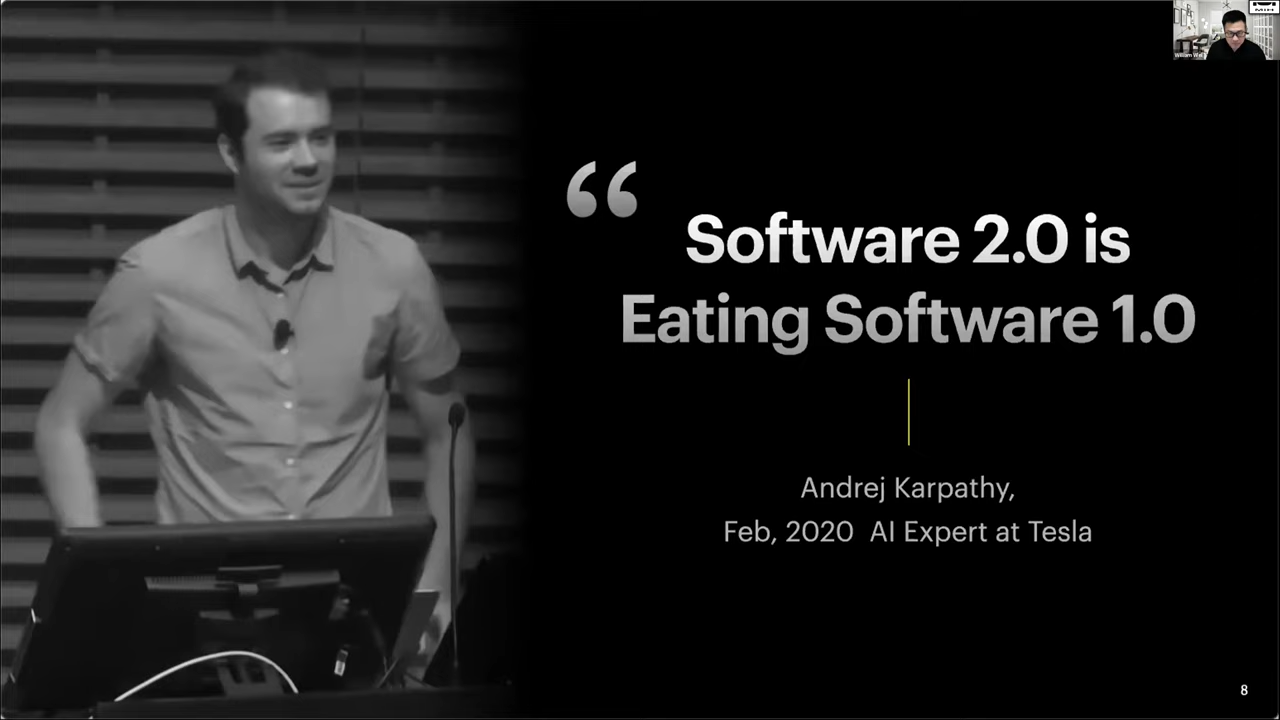 “
Software 2.0 is
Eating Software 1.0
Andrej Karpathy,
Feb, 2020 AI Expert at Tesla
8